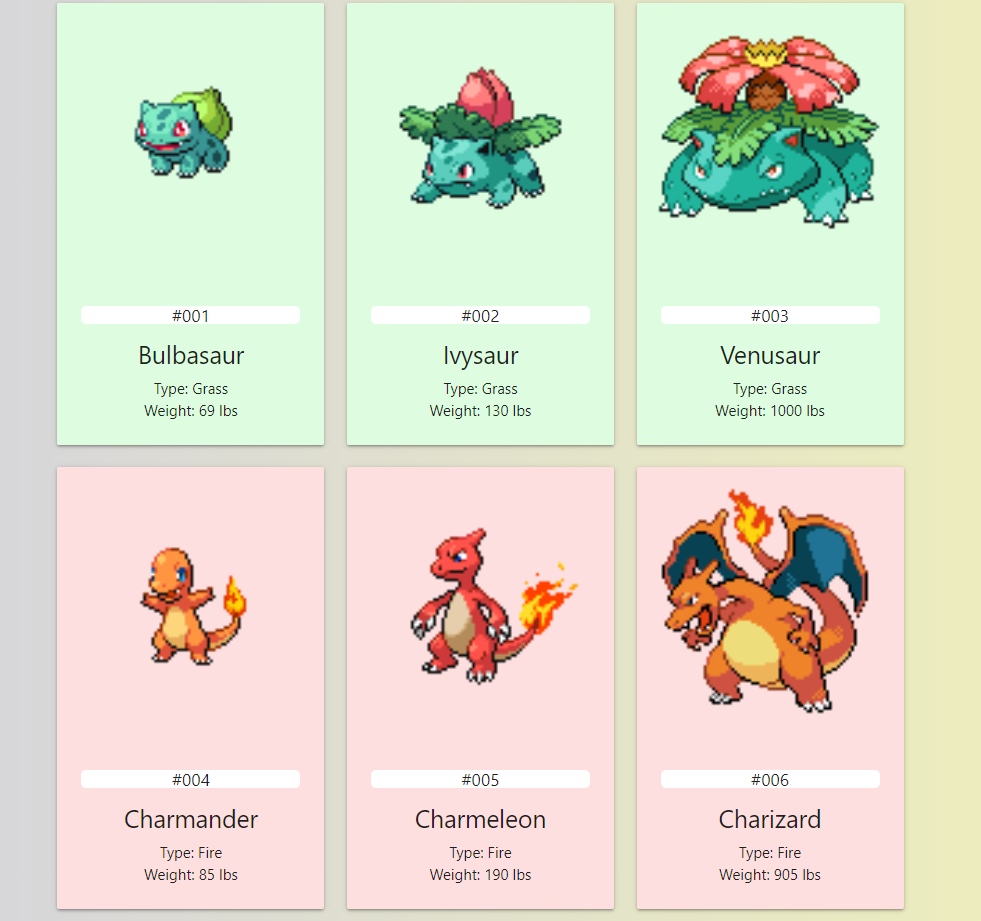 #001
Bulbasaur
Type: Grass
Weight: 69 lbs
#002
Ivysaur
Type: Grass
Weight: 130 lbs
#003
Venusaur
Type: Grass
Weight: 1000 lbs
#004
Charmander
Type: Fire
Weight: 85 lbs
#005
Charmeleon
Type: Fire
Weight: 190 lbs
#006
Charizard
Type: Fire
Weight: 905 lbs